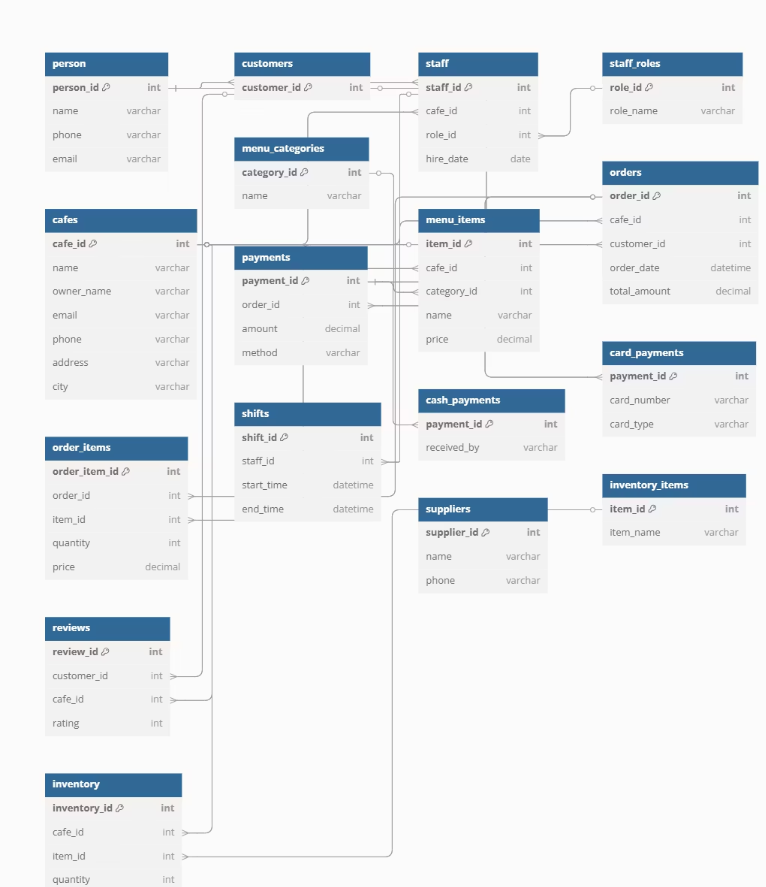 person
person_id int
name varchar
phone varchar
email varchar
customers
customer_id int
staff
staff_id int
cafe_id int
role_id int
hire_date date
staff_roles
role_id int
role_name varchar
menu_categories
category_id int
name varchar
orders
order_id int
cafe_id int
customer_id int
order_date datetime
total_amount decimal
cafes
cafe_id int
name varchar
owner_name varchar
email varchar
phone varchar
address varchar
city varchar
payments
payment_id int
order_id int
amount decimal
method varchar
menu_items
item_id int
cafe_id int
category_id int
name varchar
price decimal
card_payments
payment_id int
card_number varchar
card_type varchar
cash_payments
payment_id int
received_by varchar
shifts
shift_id int
staff_id int
start_time datetime
end_time datetime
order_items
order_item_id int
order_id int
item_id int
quantity int
price decimal
suppliers
supplier_id int
name varchar
phone varchar
inventory_items
item_id int
item_name varchar
reviews
review_id int
customer_id int
cafe_id int
rating int
inventory
inventory_id int
cafe_id int
item_id int
quantity int